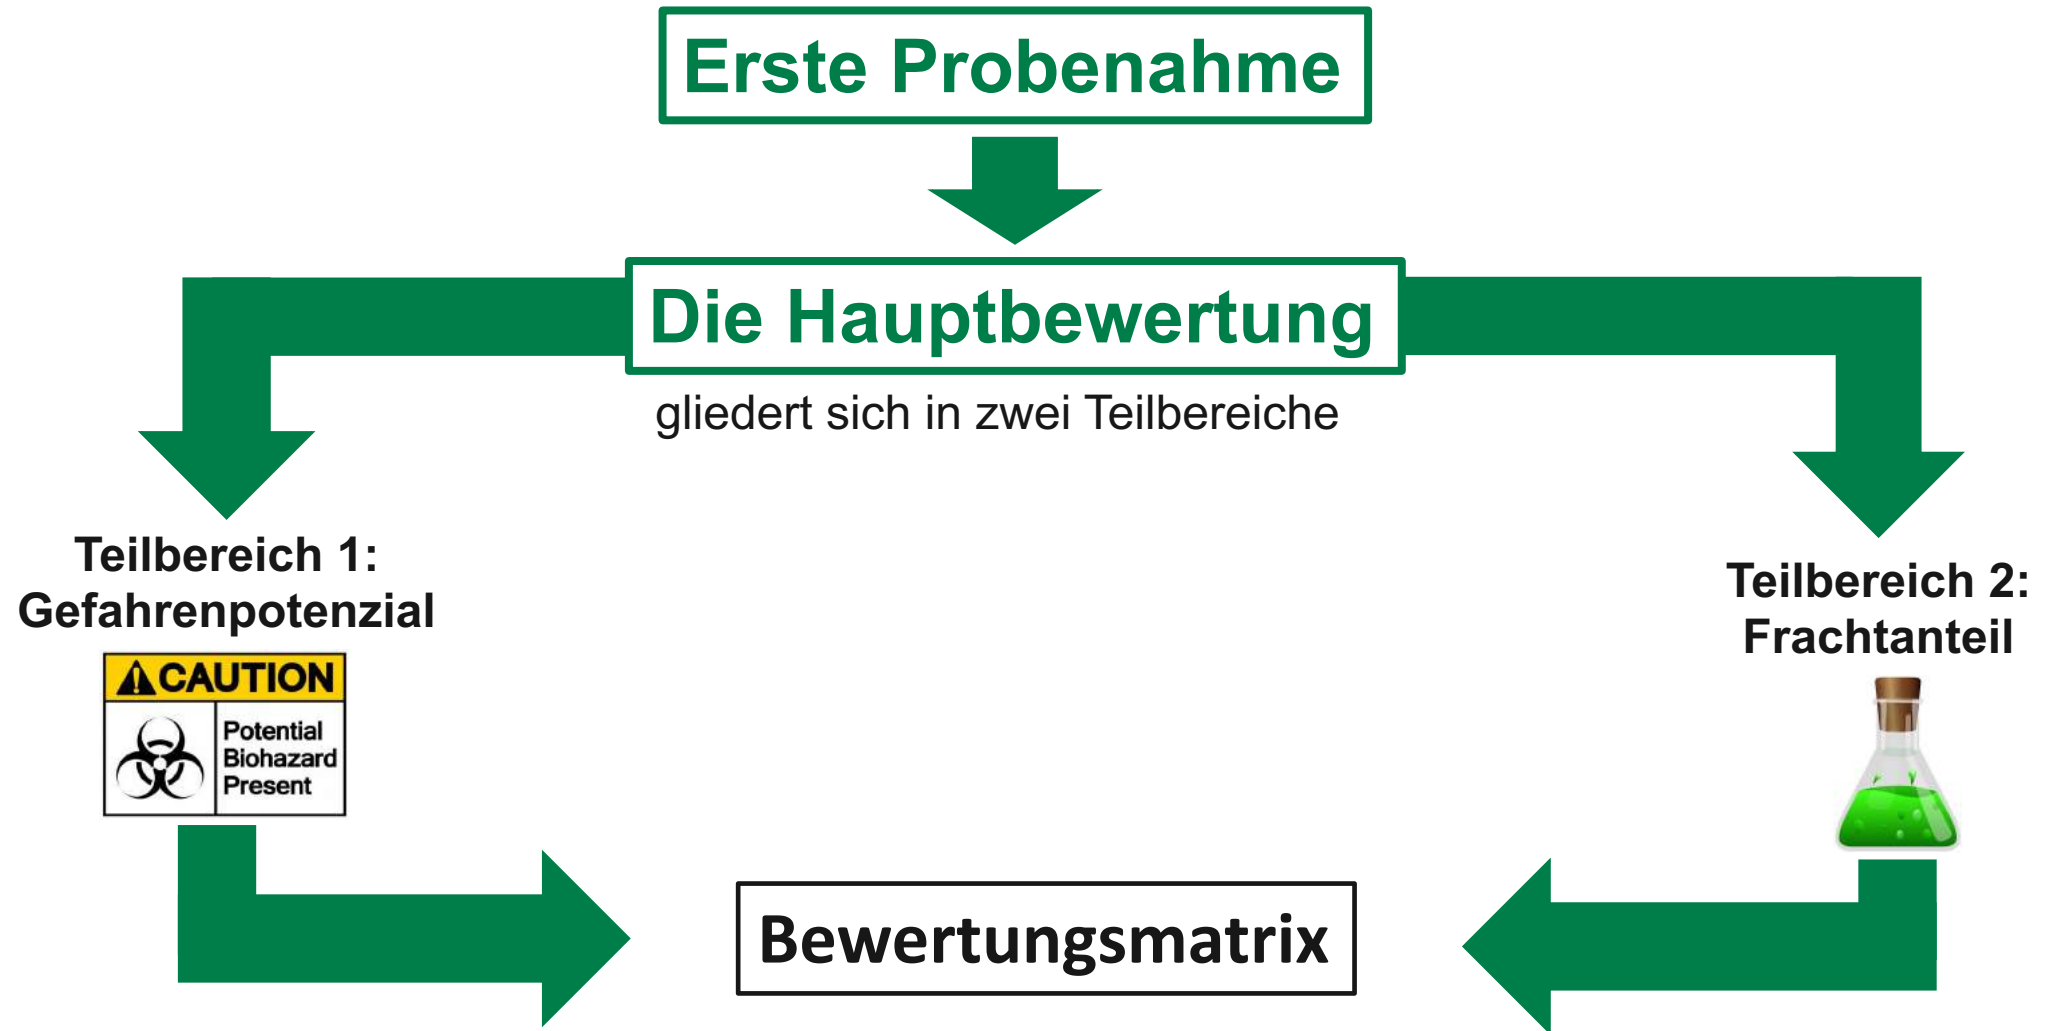 Erste Probenahme
Die Hauptbewertung
gliedert sich in zwei Teilbereiche
Teilbereich 1:
Gefahrenpotenzial
CAUTION
Potential
Biohazard
Present
Teilbereich 2:
Frachtanteil
Bewertungsmatrix